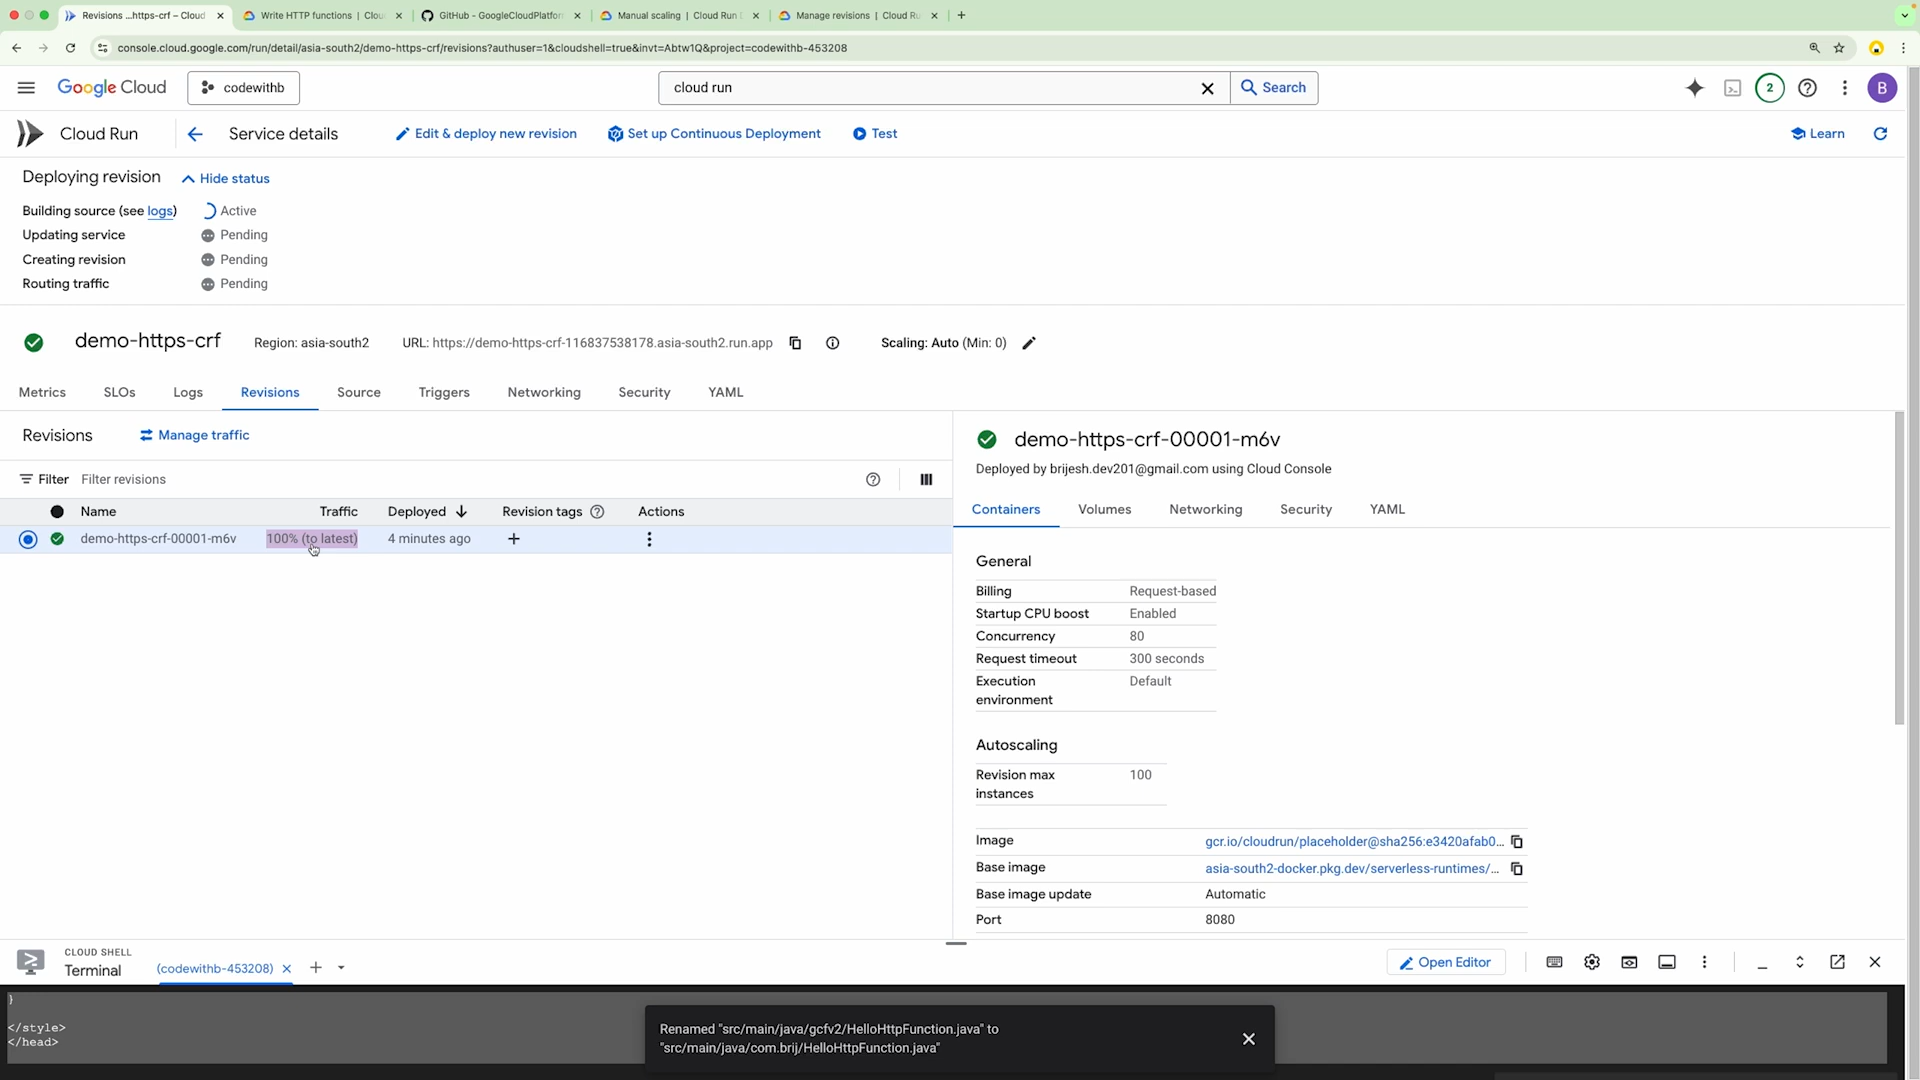 Revisions ...https-crf – Cloud
Write HTTP functions | Clou
GitHub - GoogleCloudPlatfor
Manual scaling | Cloud Run
Manage revisions | Cloud Ru
console.cloud.google.com/run/detail/asia-south2/demo-https-crf/revisions?authuser=1&cloudshell=true&invt=Abtw1Q&project=codewithb-453208
Google Cloud
codewithb
cloud run
Search
2
B
Cloud Run
Service details
Edit & deploy new revision
Set up Continuous Deployment
Test
Learn
Deploying revision
Hide status
Building source (see logs)
Active
Updating service
Pending
Creating revision
Pending
Routing traffic
Pending
demo-https-crf
Region: asia-south2
URL: https://demo-https-crf-116837538178.asia-south2.run.app
Scaling: Auto (Min: 0)
Metrics
SLOs
Logs
Revisions
Source
Triggers
Networking
Security
YAML
Revisions
Manage traffic
Filter
Filter revisions
Name
Traffic
Deployed
Revision tags
Actions
demo-https-crf-00001-m6v
100% (to latest)
4 minutes ago
demo-https-crf-00001-m6v
Deployed by brijesh.dev201@gmail.com using Cloud Console
Containers
Volumes
Networking
Security
YAML
General
Billing
Request-based
Startup CPU boost
Enabled
Concurrency
80
Request timeout
300 seconds
Execution
environment
Default
Autoscaling
Revision max
instances
100
Image
gcr.io/cloudrun/placeholder@sha256:e3420afab0...
Base image
asia-south2-docker.pkg.dev/serverless-runtimes/...
Base image update
Automatic
Port
8080
CLOUD SHELL
Terminal
(codewithb-453208)
Open Editor
}
</style>
</head>
Renamed "src/main/java/gcfv2/HelloHttpFunction.java" to
"src/main/java/com.brij/HelloHttpFunction.java"